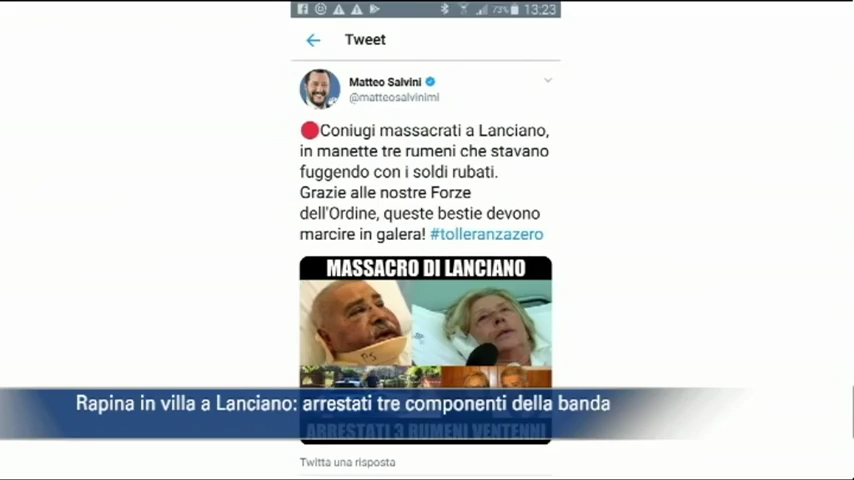 73% 13:23
Tweet
Matteo Salvini
@matteosalvinimi
Coniugi massacrati a Lanciano,
in manette tre rumeni che stavano
fuggendo con i soldi rubati.
Grazie alle nostre Forze
dell'Ordine, queste bestie devono
marcire in galera! #tolleranzazero
MASSACRO DI LANCIANO
Rapina in villa a Lanciano: arrestati tre componenti della banda
ARRESTATI 3 RUMENI VENTENNI
Twitta una risposta